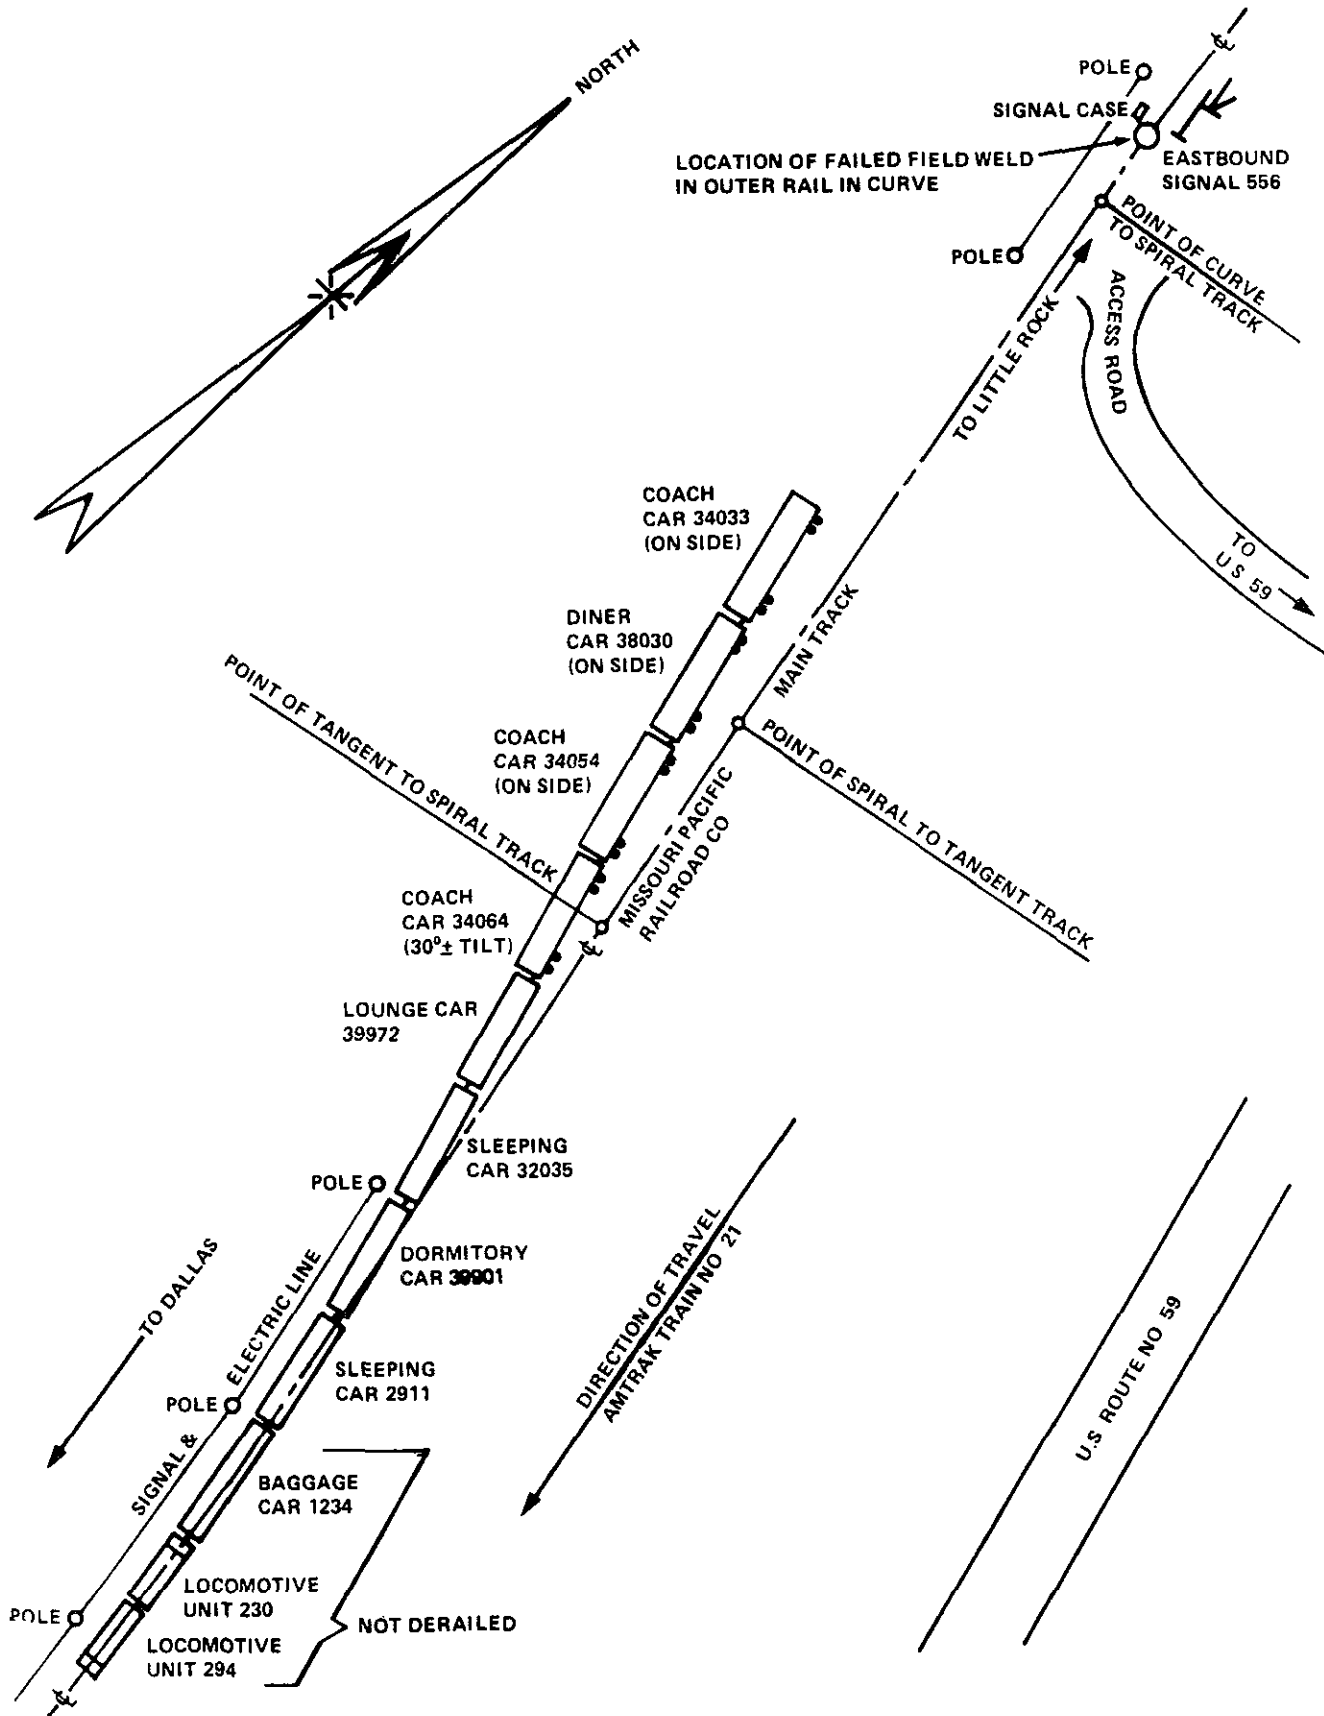 NORTH
POLE
SIGNAL CASE
LOCATION OF FAILED FIELD WELD
IN OUTER RAIL IN CURVE
EASTBOUND
SIGNAL 556
POINT OF CURVE
TO SPIRAL TRACK
POLE
ACCESS ROAD
TO LITTLE ROCK
TO
U S 59
COACH
CAR 34033
(ON SIDE)
DINER
CAR 38030
(ON SIDE)
MAIN TRACK
POINT OF TANGENT TO SPIRAL TRACK
COACH
CAR 34054
(ON SIDE)
POINT OF SPIRAL TO TANGENT TRACK
MISSOURI PACIFIC
RAILROAD CO
COACH
CAR 34064
(30°± TILT)
LOUNGE CAR
39972
SLEEPING
CAR 32035
POLE
DORMITORY
CAR 39901
TO DALLAS
SIGNAL &
ELECTRIC LINE
DIRECTION OF TRAVEL
AMTRAK TRAIN NO 21
U.S ROUTE NO 59
SLEEPING
CAR 2911
POLE
BAGGAGE
CAR 1234
LOCOMOTIVE
UNIT 230
POLE
NOT DERAILED
LOCOMOTIVE
UNIT 294